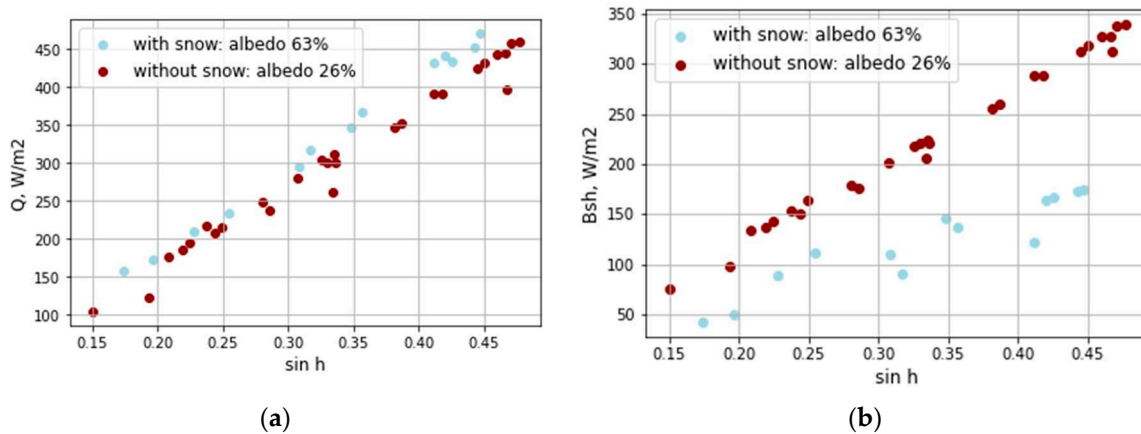 with snow: albedo 63%
without snow: albedo 26%
450
400
350
300
250
200
150
100
Q, W/m2
0.15 0.20 0.25 0.30 0.35 0.40 0.45
sin h
(a)
with snow: albedo 63%
without snow: albedo 26%
350
300
250
200
150
100
50
Bsh, W/m2
0.15 0.20 0.25 0.30 0.35 0.40 0.45
sin h
(b)